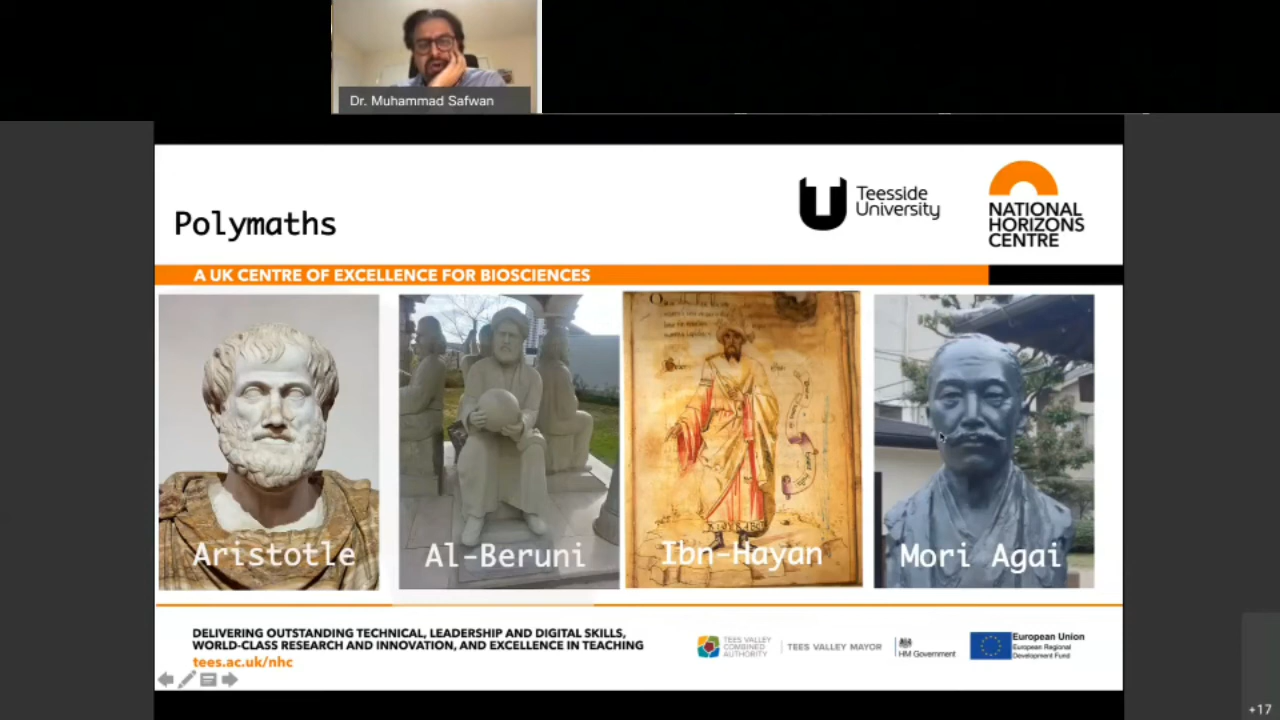 Dr. Muhammad Safwan
Polymaths
Teesside
University
NATIONAL
HORIZONS
CENTRE
A UK CENTRE OF EXCELLENCE FOR BIOSCIENCES
Aristotle
Al-Beruni
Ibn-Hayan
Mori Agai
DELIVERING OUTSTANDING TECHNICAL, LEADERSHIP AND DIGITAL SKILLS,
WORLD-CLASS RESEARCH AND INNOVATION, AND EXCELLENCE IN TEACHING
tees.ac.uk/nhc
TEES VALLEY
COMBINED
AUTHORITY
TEES VALLEY MAYOR
HM Government
European Union
European Regional
Development Fund
+17